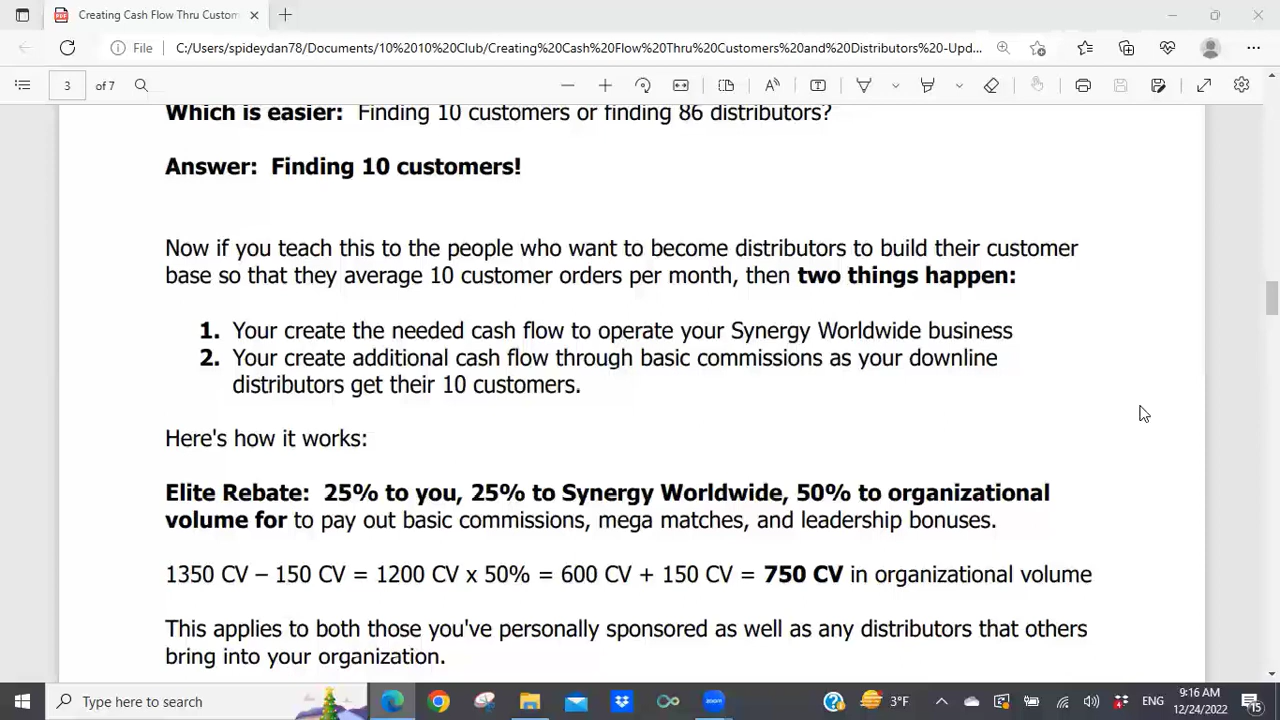 Creating Cash Flow Thru Custom
File
C:/Users/spideydan78/Documents/10%2010%20Club/Creating%20Cash%20Flow%20Thru%20Customers%20and%20Distributors%20-Upd...
3 of 7
Which is easier: Finding 10 customers or finding 86 distributors?
Answer: Finding 10 customers!
Now if you teach this to the people who want to become distributors to build their customer
base so that they average 10 customer orders per month, then two things happen:
1. Your create the needed cash flow to operate your Synergy Worldwide business
2. Your create additional cash flow through basic commissions as your downline
distributors get their 10 customers.
Here's how it works:
Elite Rebate: 25% to you, 25% to Synergy Worldwide, 50% to organizational
volume for to pay out basic commissions, mega matches, and leadership bonuses.
1350 CV – 150 CV = 1200 CV x 50% = 600 CV + 150 CV = 750 CV in organizational volume
This applies to both those you've personally sponsored as well as any distributors that others
bring into your organization.
Type here to search
zoom
3°F
ENG
9:16 AM
12/24/2022
15